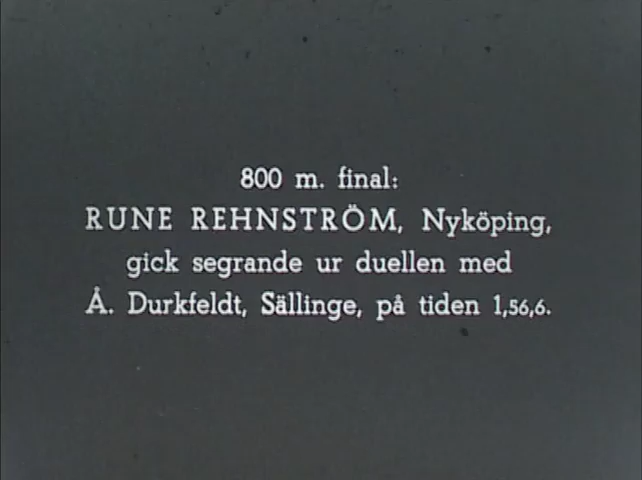 800 m. final:
RUNE REHNSTRÖM, Nyköping,
gick segrande ur duellen med
Å. Durkfeldt, Sällinge, på tiden 1,56,6.